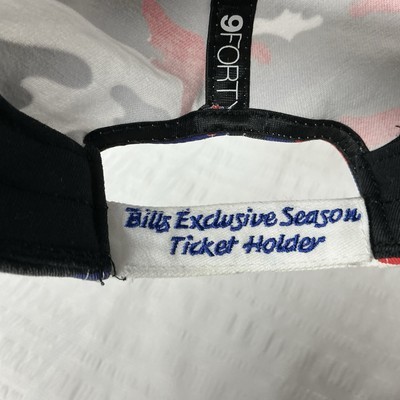 9FORTY
Bills Exclusive Season
Ticket Holder